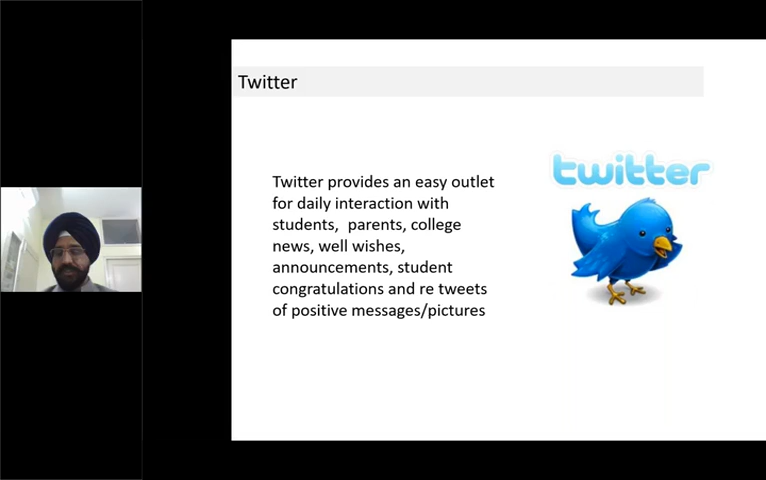 Twitter
Twitter provides an easy outlet
for daily interaction with
students,  parents, college
news, well wishes,
announcements, student
congratulations and re tweets
of positive messages/pictures
twitter